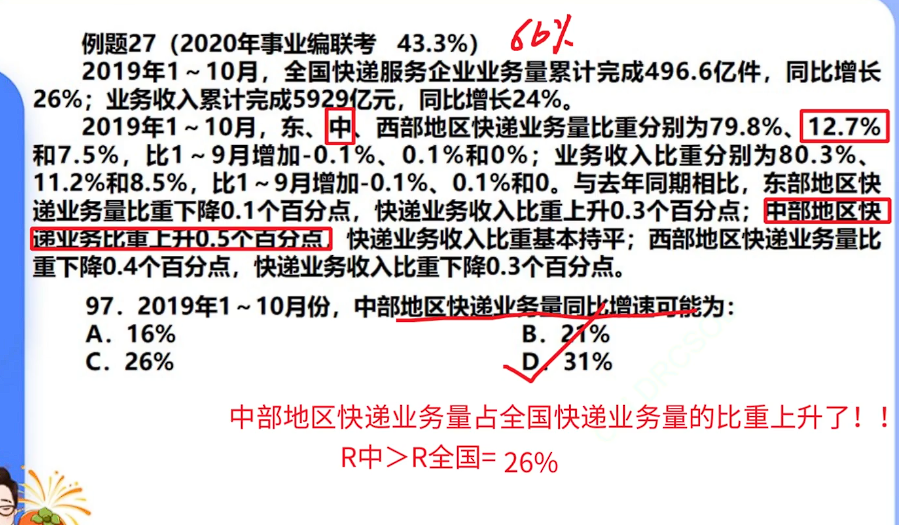 例题27（2020年事业编联考 43.3%） 66%
2019年1～10月，全国快递服务企业业务量累计完成496.6亿件，同比增长
26%；业务收入累计完成5929亿元，同比增长24%。
2019年1～10月，东、中、西部地区快递业务量比重分别为79.8%、12.7%
和7.5%，比1～9月增加-0.1%、0.1%和0%；业务收入比重分别为80.3%、
11.2%和8.5%，比1～9月增加-0.1%、0.1%和0。与去年同期相比，东部地区快
递业务量比重下降0.1个百分点，快递业务收入比重上升0.3个百分点；中部地区快
递业务比重上升0.5个百分点，快递业务收入比重基本持平；西部地区快递业务量比
重下降0.4个百分点，快递业务收入比重下降0.3个百分点。
97．2019年1～10月份，中部地区快递业务量同比增速可能为：
A．16% B．21%
C．26% D．31%
中部地区快递业务量占全国快递业务量的比重上升了！！
R中＞R全国= 26%